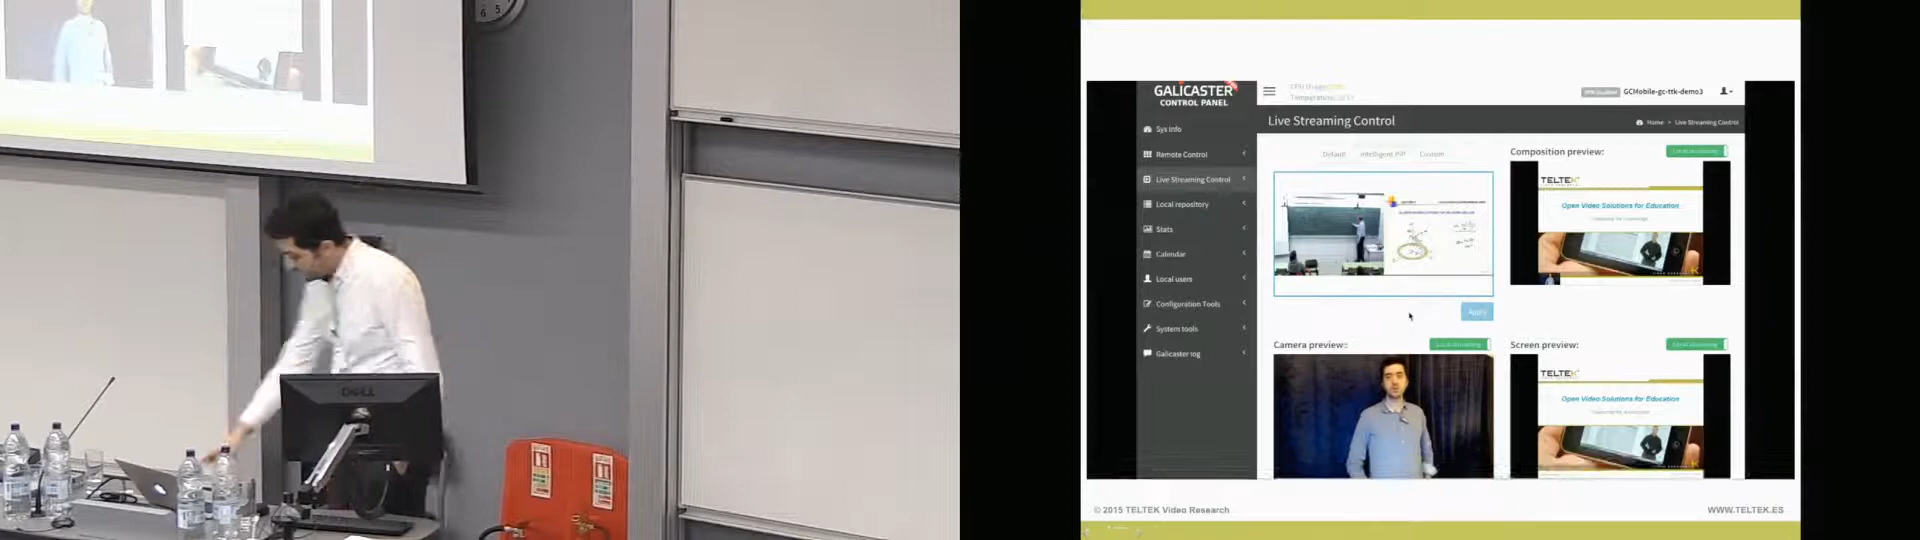 6 5
DELL
GALICASTER
CONTROL PANEL
GCMobile-gc-ttk-demo3
Sys Info
Remote Control
Live Streaming Control
Local repository
Stats
Calendar
Local users
Configuration Tools
System tools
Galicaster log
Live Streaming Control
Home > Live Streaming Control
Default Intelligent PiP Custom
Apply
Composition preview:
TELTEK
Open Video Solutions for Education
Camera preview:
Screen preview:
TELTEK
Open Video Solutions for Education
© 2015 TELTEK Video Research
WWW.TELTEK.ES